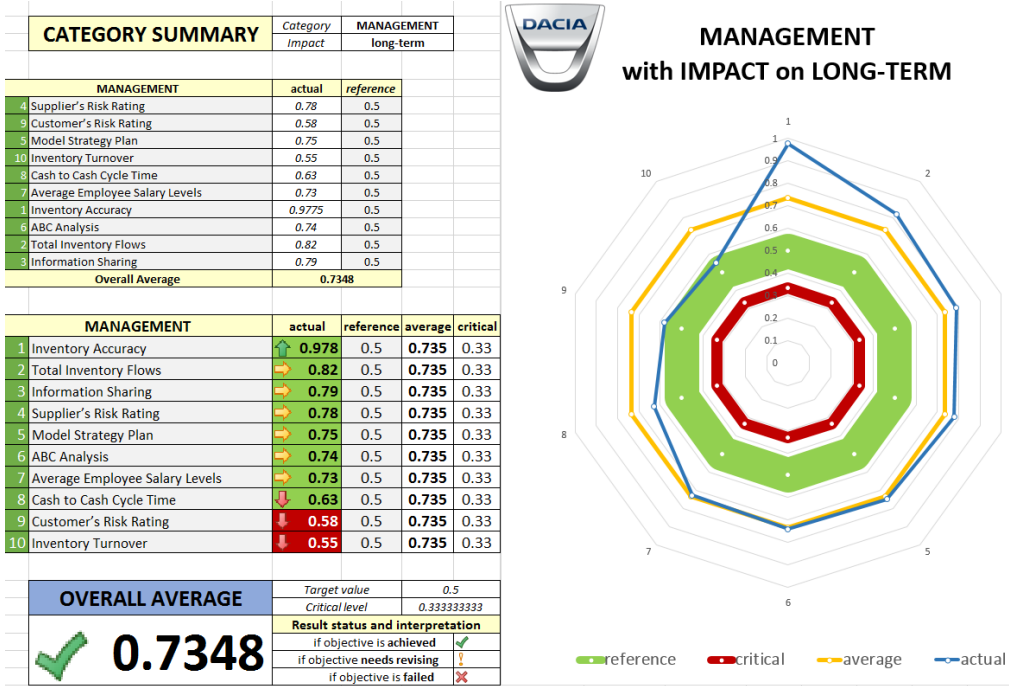 CATEGORY SUMMARY
Category MANAGEMENT
Impact long-term
MANAGEMENT actual reference
4 Supplier's Risk Rating 0.78 0.5
9 Customer's Risk Rating 0.58 0.5
5 Model Strategy Plan 0.75 0.5
10 Inventory Turnover 0.55 0.5
8 Cash to Cash Cycle Time 0.63 0.5
7 Average Employee Salary Levels 0.73 0.5
1 Inventory Accuracy 0.9775 0.5
6 ABC Analysis 0.74 0.5
2 Total Inventory Flows 0.82 0.5
3 Information Sharing 0.79 0.5
Overall Average 0.7348
MANAGEMENT actual reference average critical
1 Inventory Accuracy 0.978 0.5 0.735 0.33
2 Total Inventory Flows 0.82 0.5 0.735 0.33
3 Information Sharing 0.79 0.5 0.735 0.33
4 Supplier's Risk Rating 0.78 0.5 0.735 0.33
5 Model Strategy Plan 0.75 0.5 0.735 0.33
6 ABC Analysis 0.74 0.5 0.735 0.33
7 Average Employee Salary Levels 0.73 0.5 0.735 0.33
8 Cash to Cash Cycle Time 0.63 0.5 0.735 0.33
9 Customer's Risk Rating 0.58 0.5 0.735 0.33
10 Inventory Turnover 0.55 0.5 0.735 0.33
OVERALL AVERAGE
Target value 0.5
Critical level 0.333333333
Result status and interpretation
0.7348
if objective is achieved
if objective needs revising
if objective is failed
DACIA
MANAGEMENT
with IMPACT on LONG-TERM
1
2
5
6
7
8
9
10
1
0.9
0.8
0.7
0.6
0.5
0.4
0.2
0.1
0
reference critical average actual